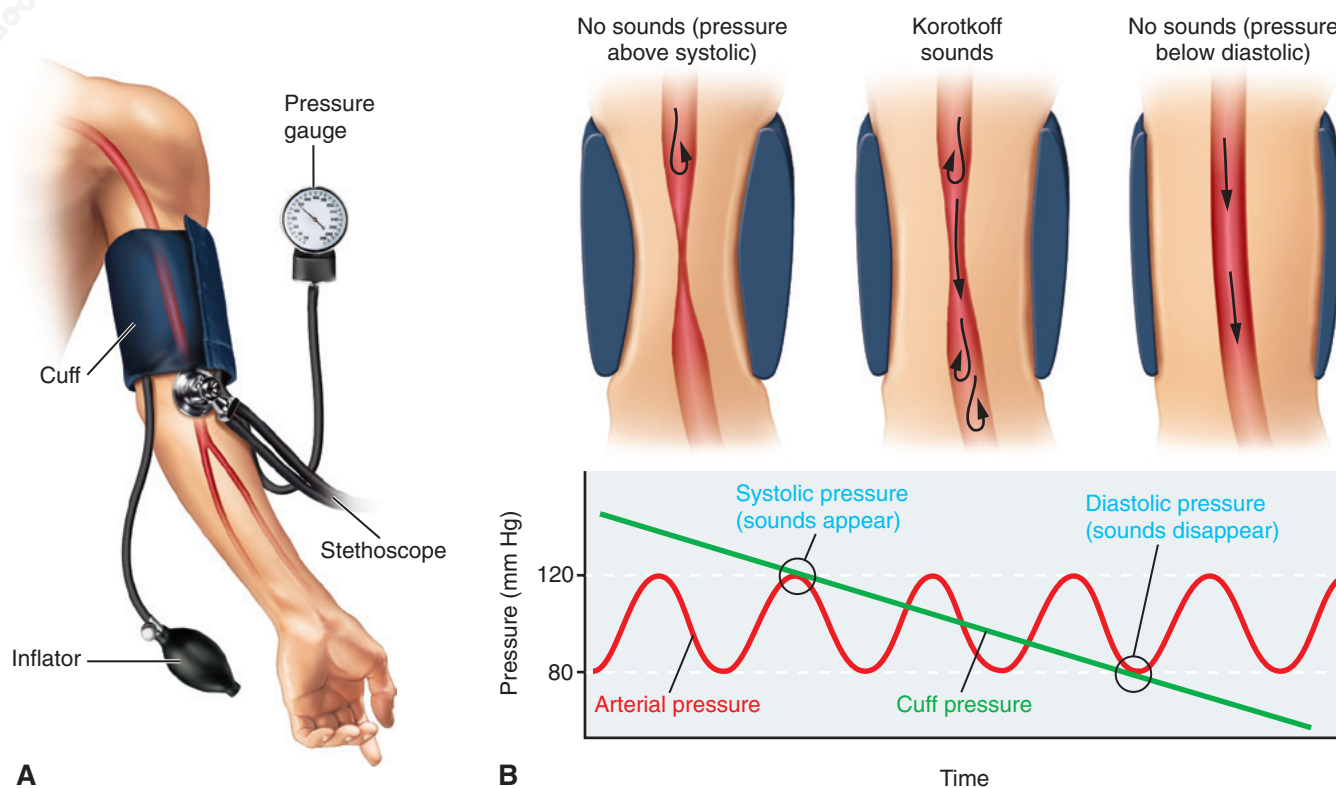 Pressure
gauge
Cuff
Stethoscope
Inflator
A
No sounds (pressure
above systolic)
Korotkoff
sounds
No sounds (pressure
below diastolic)
Systolic pressure
(sounds appear)
Diastolic pressure
(sounds disappear)
Pressure (mm Hg)
120
80
Arterial pressure
Cuff pressure
B
Time